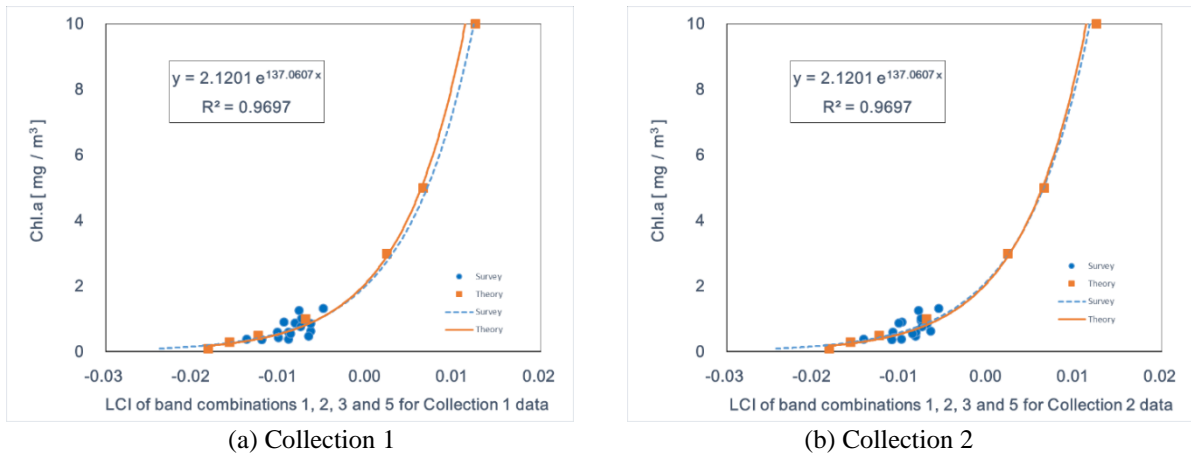 10
8
6
4
2
0
Chl.a [ mg / m³ ]
y = 2.1201 e^137.0607x
R² = 0.9697
Survey
Theory
Survey
Theory
-0.03 -0.02 -0.01 0.00 0.01 0.02
LCI of band combinations 1, 2, 3 and 5 for Collection 1 data
(a) Collection 1
10
8
6
4
2
0
Chl.a [ mg / m³ ]
y = 2.1201 e^137.0607x
R² = 0.9697
Survey
Theory
Survey
Theory
-0.03 -0.02 -0.01 0.00 0.01 0.02
LCI of band combinations 1, 2, 3 and 5 for Collection 2 data
(b) Collection 2